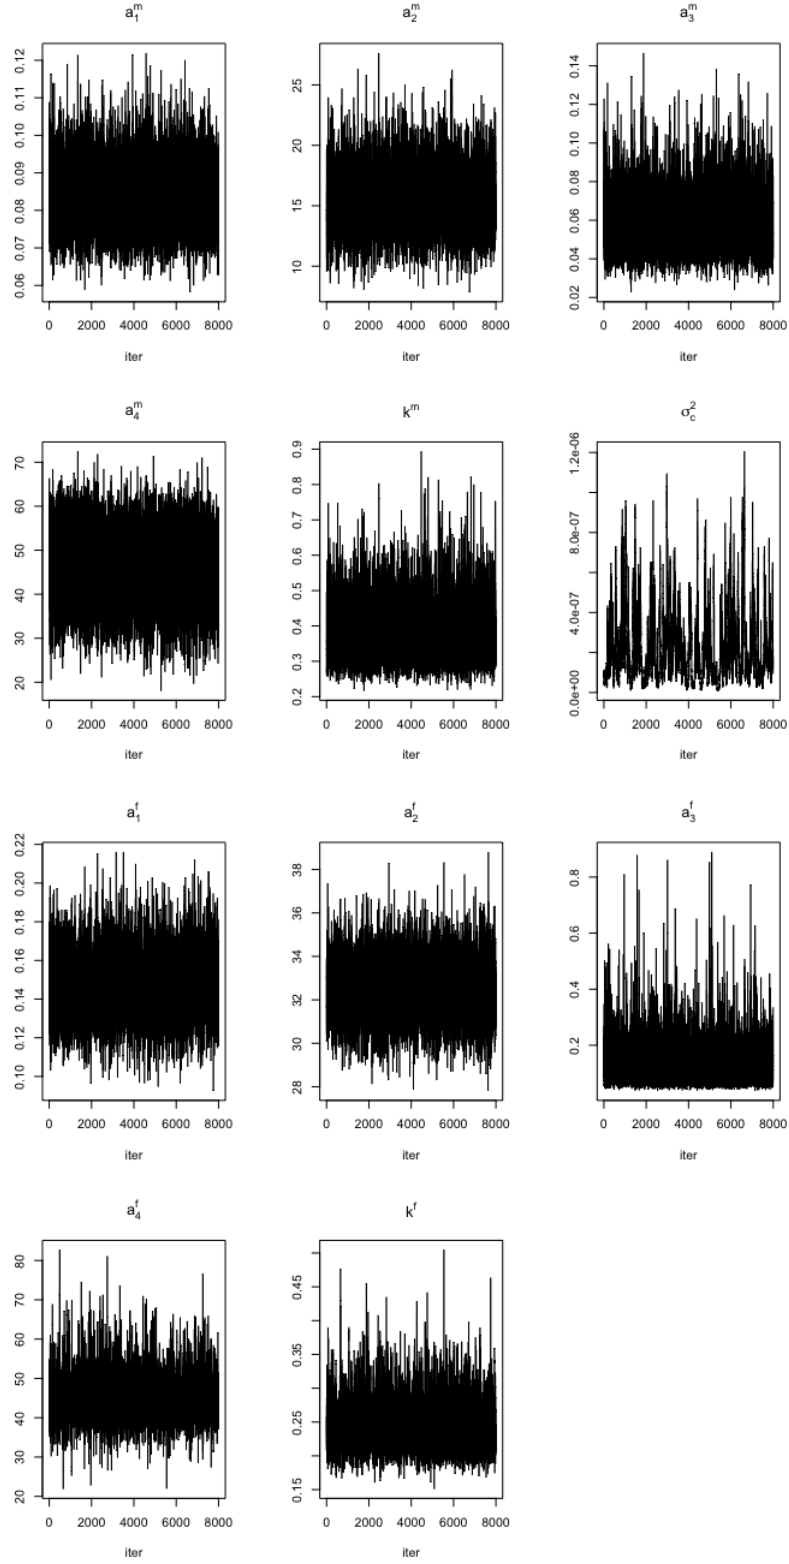 a₁ᵐ a₂ᵐ a₃ᵐ
0.06 0.07 0.08 0.09 0.10 0.11 0.12
10 15 20 25
0.02 0.04 0.06 0.08 0.10 0.12 0.14
0 2000 4000 6000 8000 0 2000 4000 6000 8000 0 2000 4000 6000 8000
iter iter iter
a₄ᵐ kᵐ σ_c²
20 30 40 50 60 70
0.2 0.3 0.4 0.5 0.6 0.7 0.8 0.9
0.0e+00 4.0e-07 8.0e-07 1.2e-06
0 2000 4000 6000 8000 0 2000 4000 6000 8000 0 2000 4000 6000 8000
iter iter iter
a₁ᶠ a₂ᶠ a₃ᶠ
0.10 0.12 0.14 0.16 0.18 0.20 0.22
28 30 32 34 36 38
0.2 0.4 0.6 0.8
0 2000 4000 6000 8000 0 2000 4000 6000 8000 0 2000 4000 6000 8000
iter iter iter
a₄ᶠ kᶠ
20 30 40 50 60 70 80
0.15 0.25 0.35 0.45
0 2000 4000 6000 8000 0 2000 4000 6000 8000
iter iter